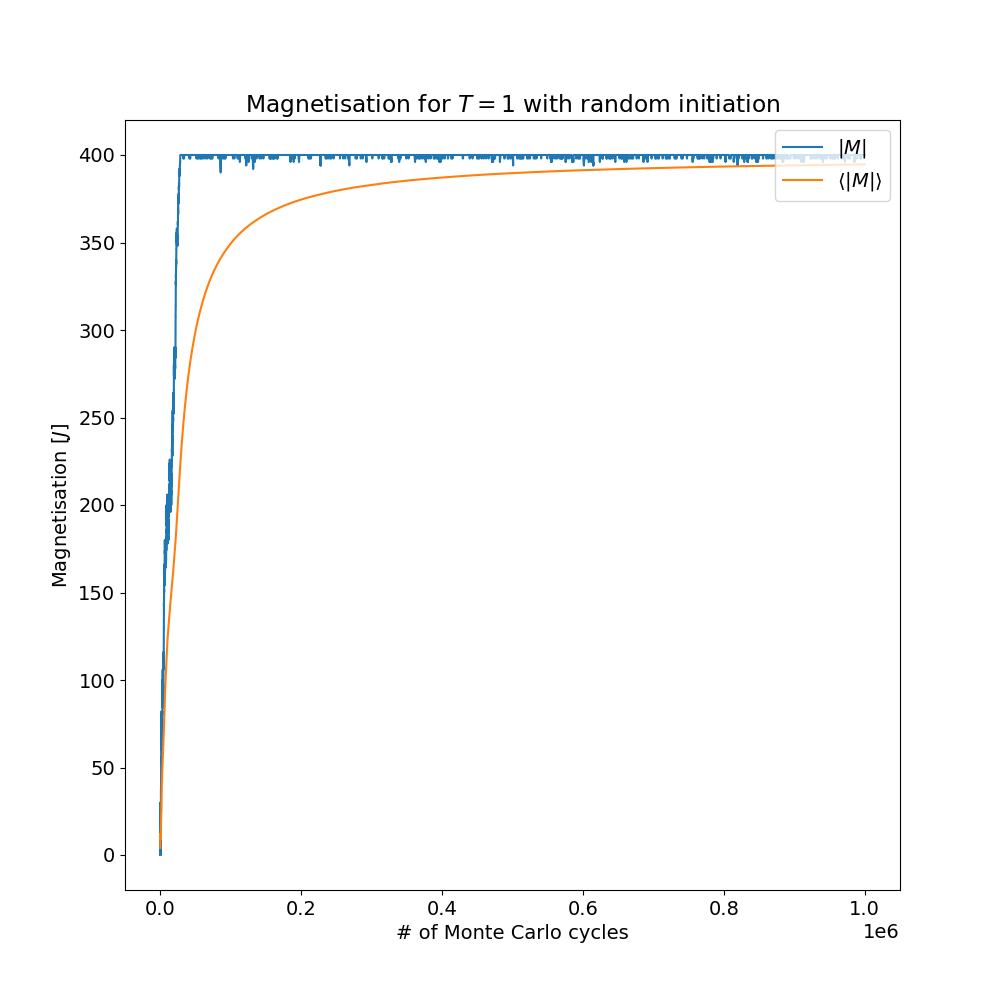 Magnetisation for $T = 1$ with random initiation
|M|
⟨|M|⟩
Magnetisation [J]
400
350
300
250
200
150
100
50
0
0.0 0.2 0.4 0.6 0.8 1.0
# of Monte Carlo cycles
1e6